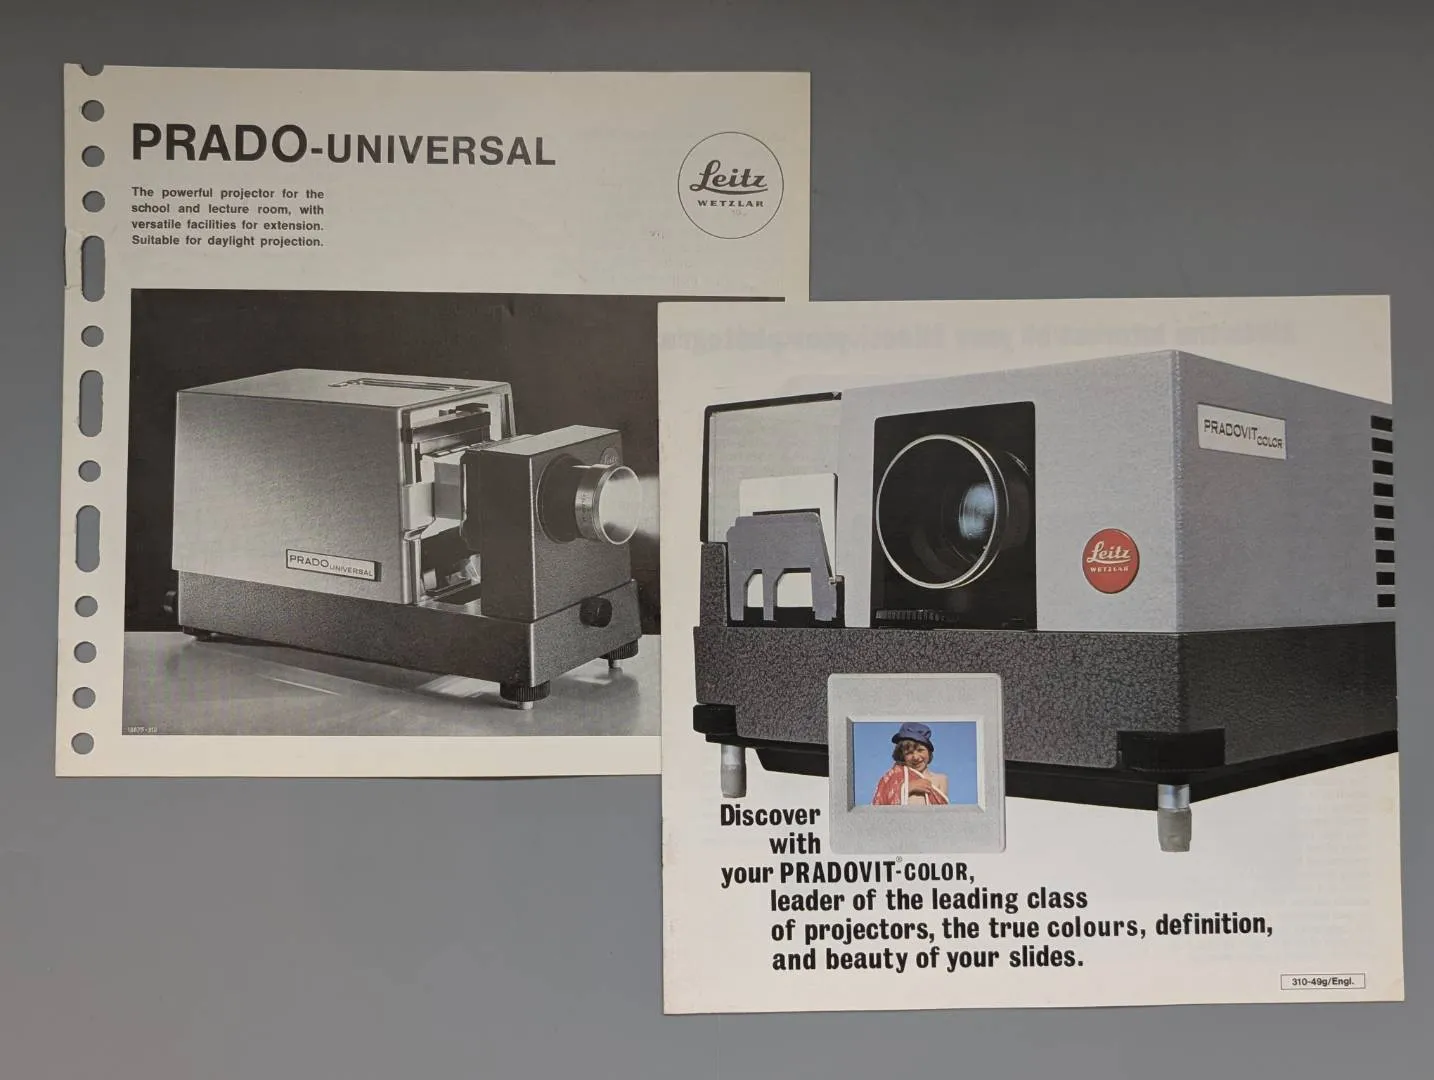 PRADO-UNIVERSAL
The powerful projector for the
school and lecture room, with
versatile facilities for extension.
Suitable for daylight projection.
Leitz
WETZLAR
Leitz
PRADO UNIVERSAL
PRADOVIT COLOR
Leitz
WETZLAR
Discover
with
your PRADOVIT®-COLOR,
leader of the leading class
of projectors, the true colours, definition,
and beauty of your slides.
310-49g/Engl.